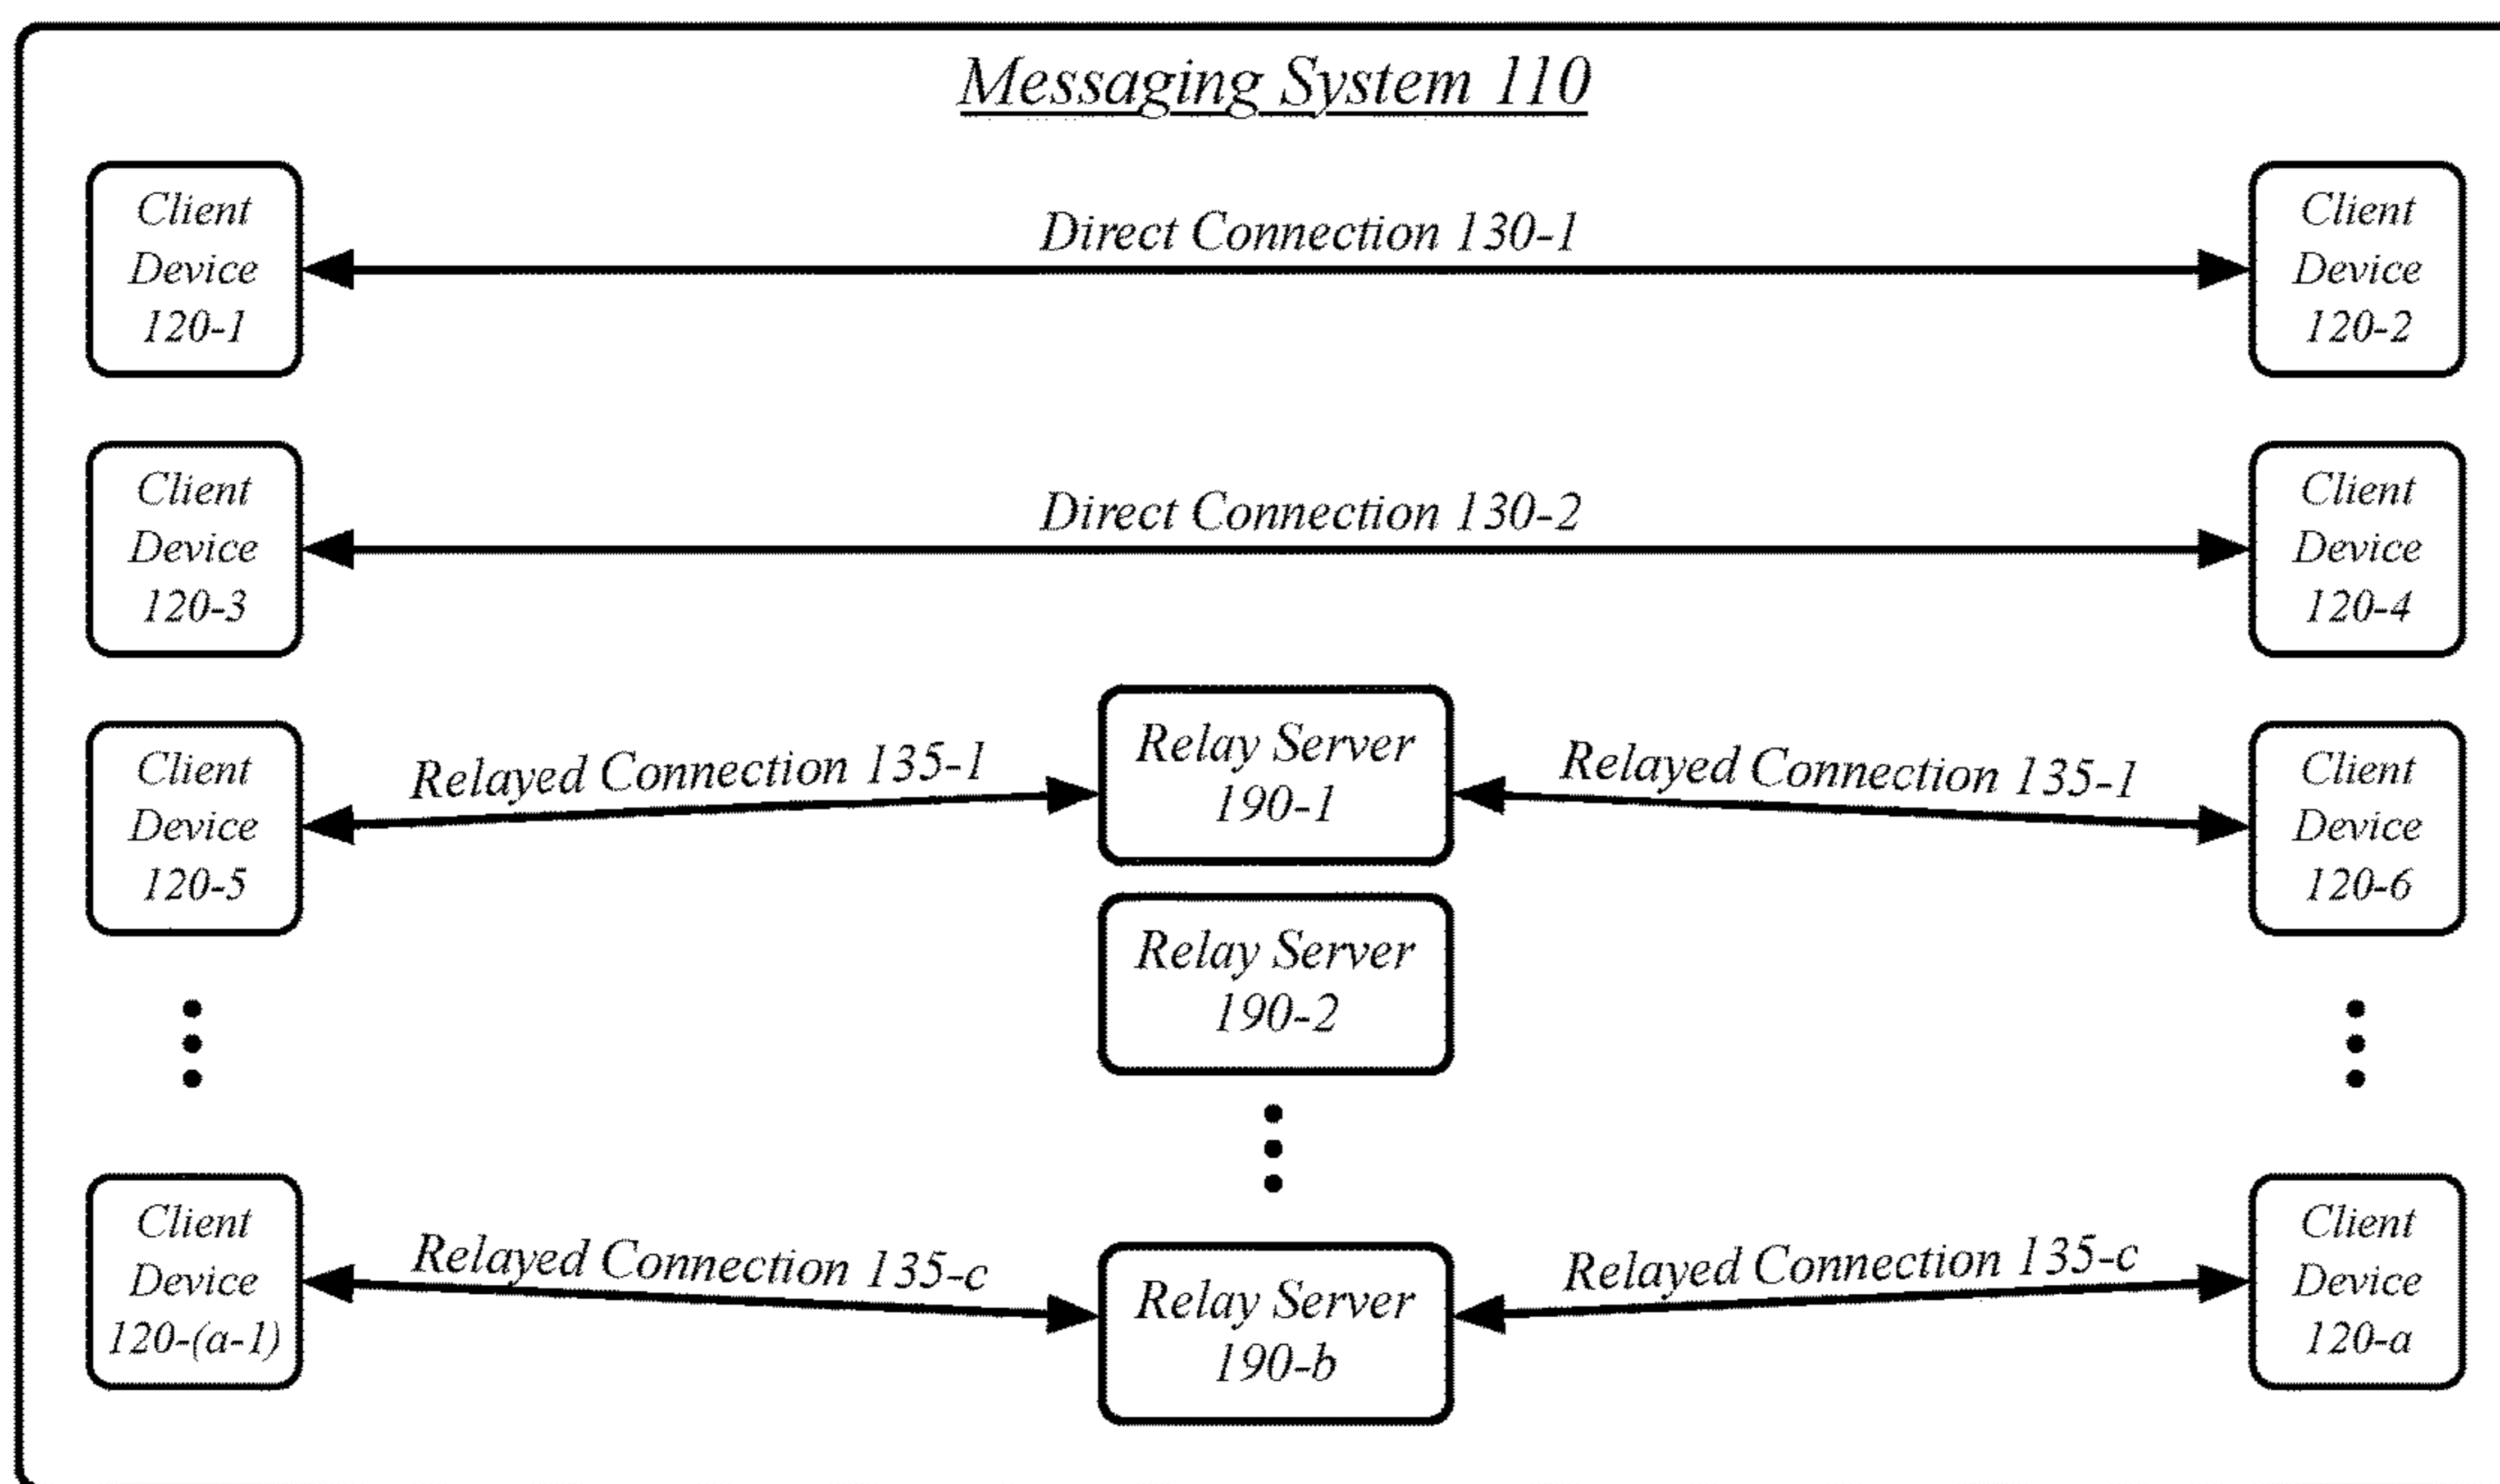 Messaging System 110
Client
Device
120-1
Direct Connection 130-1
Client
Device
120-2
Client
Device
120-3
Direct Connection 130-2
Client
Device
120-4
Client
Device
120-5
Relayed Connection 135-1
Relay Server
190-1
Relayed Connection 135-1
Client
Device
120-6
Relay Server
190-2
Client
Device
120-(a-1)
Relayed Connection 135-c
Relay Server
190-b
Relayed Connection 135-c
Client
Device
120-a